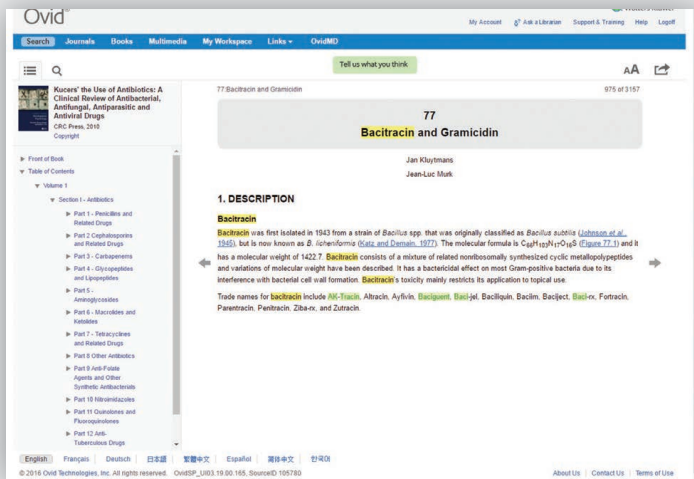 Ovid®
My Account
Ask a Librarian
Support & Training
Help
Logoff
Search
Journals
Books
Multimedia
My Workspace
Links
OvidMD
Tell us what you think
AA
Kucers' the Use of Antibiotics: A
Clinical Review of Antibacterial,
Antifungal, Antiparasitic and
Antiviral Drugs
CRC Press, 2010
Copyright
Front of Book
Table of Contents
Volume 1
Section I - Antibiotics
Part 1 - Penicillins and
Related Drugs
Part 2 Cephalosporins
and Related Drugs
Part 3 - Carbapenems
Part 4 - Glycopeptides
and Lipopeptides
Part 5 -
Aminoglycosides
Part 6 - Macrolides and
Ketolides
Part 7 - Tetracyclines
and Related Drugs
Part 8 Other Antibiotics
Part 9 Anti-Folate
Agents and Other
Synthetic Antibacterials
Part 10 Nitroimidazoles
Part 11 Quinolones and
Fluoroquinolones
Part 12 Anti-
Tuberculous Drugs
77 Bacitracin and Gramicidin
975 of 3157
77
Bacitracin and Gramicidin
Jan Kluytmans
Jean-Luc Murk
1. DESCRIPTION
Bacitracin
Bacitracin was first isolated in 1943 from a strain of Bacillus spp. that was originally classified as Bacillus subtilis (Johnson et al.,
1945), but is now known as B. licheniformis (Katz and Demain, 1977). The molecular formula is C66H103N17O16S (Figure 77.1) and it
has a molecular weight of 1422.7. Bacitracin consists of a mixture of related nonribosomally synthesized cyclic metallopolypeptides
and variations of molecular weight have been described. It has a bactericidal effect on most Gram-positive bacteria due to its
interference with bacterial cell wall formation. Bacitracin's toxicity mainly restricts its application to topical use.
Trade names for bacitracin include AK-Tracin, Altracin, Ayfivin, Baciguent, Baci-jel, Baciliquin, Baciim, Baciject, Baci-rx, Fortracin,
Parentracin, Penitracin, Ziba-rx, and Zutracin.
English
Français
Deutsch
日本語
繁體中文
Español
简体中文
한국어
© 2016 Ovid Technologies, Inc. All rights reserved. OvidSP_UI03.19.00.165, SourceID 105780
About Us
Contact Us
Terms of Use